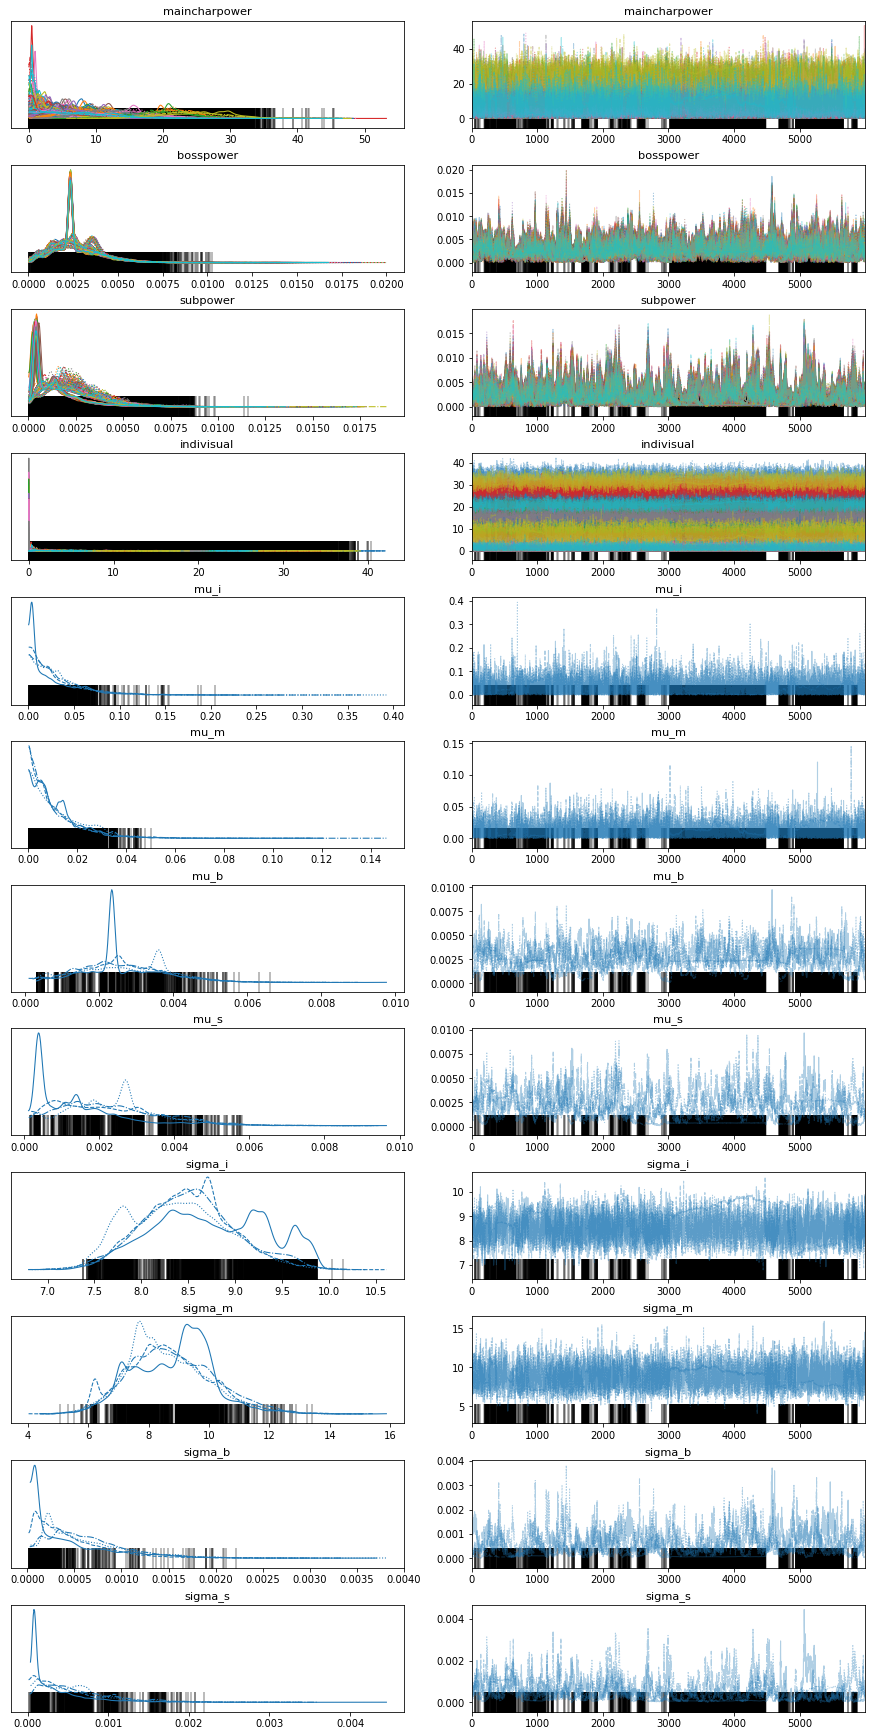 maincharpower maincharpower
40
20
0
0 10 20 30 40 50 0 1000 2000 3000 4000 5000
bosspower bosspower
0.020
0.015
0.010
0.005
0.000
0.0000 0.0025 0.0050 0.0075 0.0100 0.0125 0.0150 0.0175 0.0200 0 1000 2000 3000 4000 5000
subpower subpower
0.015
0.010
0.005
0.000
0.0000 0.0025 0.0050 0.0075 0.0100 0.0125 0.0150 0.0175 0 1000 2000 3000 4000 5000
indivisual indivisual
40
30
20
10
0
0 10 20 30 40 0 1000 2000 3000 4000 5000
mu_i mu_i
0.4
0.3
0.2
0.1
0.0
0.00 0.05 0.10 0.15 0.20 0.25 0.30 0.35 0.40 0 1000 2000 3000 4000 5000
mu_m mu_m
0.15
0.10
0.05
0.00
0.00 0.02 0.04 0.06 0.08 0.10 0.12 0.14 0 1000 2000 3000 4000 5000
mu_b mu_b
0.0100
0.0075
0.0050
0.0025
0.0000
0.000 0.002 0.004 0.006 0.008 0.010 0 1000 2000 3000 4000 5000
mu_s mu_s
0.0100
0.0075
0.0050
0.0025
0.0000
0.000 0.002 0.004 0.006 0.008 0.010 0 1000 2000 3000 4000 5000
sigma_i sigma_i
10
9
8
7
7.0 7.5 8.0 8.5 9.0 9.5 10.0 10.5 0 1000 2000 3000 4000 5000
sigma_m sigma_m
15
10
5
4 6 8 10 12 14 16 0 1000 2000 3000 4000 5000
sigma_b sigma_b
0.004
0.003
0.002
0.001
0.000
0.0000 0.0005 0.0010 0.0015 0.0020 0.0025 0.0030 0.0035 0.0040 0 1000 2000 3000 4000 5000
sigma_s sigma_s
0.004
0.002
0.000
0.000 0.001 0.002 0.003 0.004 0 1000 2000 3000 4000 5000